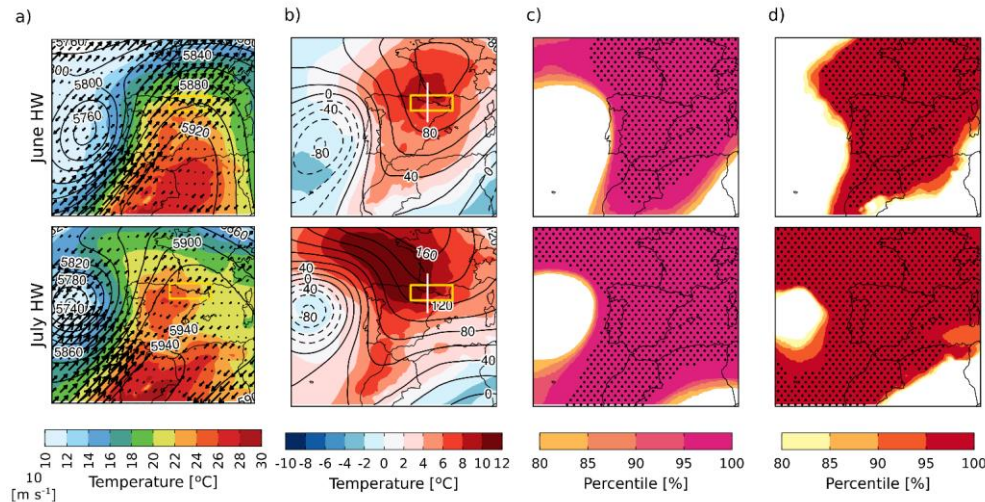 a)
b)
c)
d)
June HW
5760
5800
5760
5840
5880
5920
0
-40
-80
80
40
July HW
5820
5780
5740
5860
5900
5940
5940
40
0
-40
-80
160
120
80
40
0
10 12 14 16 18 20 22 24 26 28 30
Temperature [°C]
10
[m s⁻¹]
-10 -8 -6 -4 -2 0 2 4 6 8 10 12
Temperature [°C]
80 85 90 95 100
Percentile [%]
80 85 90 95 100
Percentile [%]